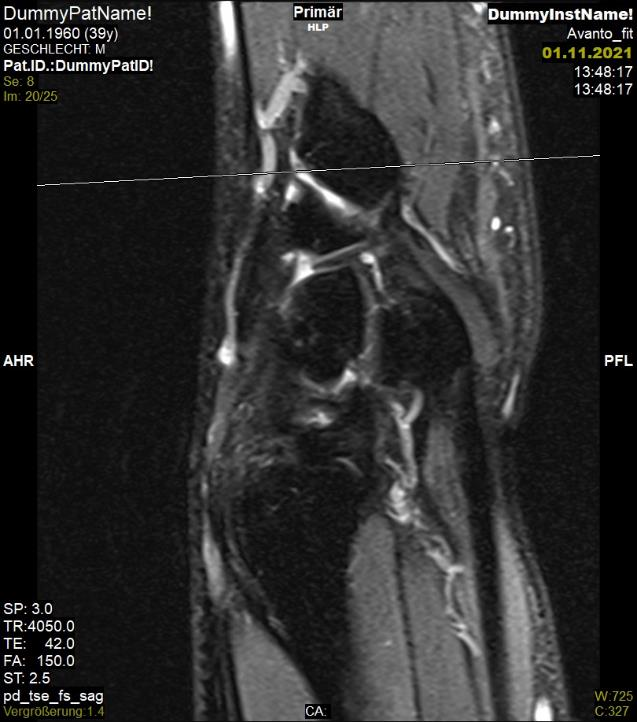 DummyPatName!
01.01.1960 (39y)
GESCHLECHT: M
Pat.ID.:DummyPatID!
Se: 8
Im: 20/25
Primär
HLP
DummyInstName!
Avanto_fit
01.11.2021
13:48:17
13:48:17
AHR
PFL
SP: 3.0
TR:4050.0
TE: 42.0
FA: 150.0
ST: 2.5
pd_tse_fs_sag
Vergrößerung:1.4
CA:
W:725
C:327